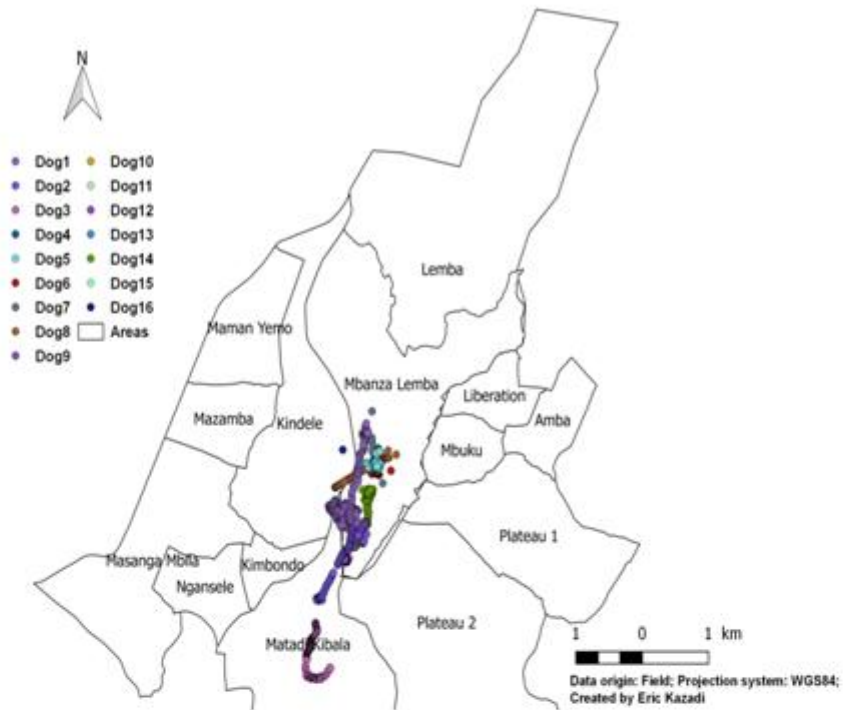 N
Dog1
Dog2
Dog3
Dog4
Dog5
Dog6
Dog7
Dog8
Dog9
Dog10
Dog11
Dog12
Dog13
Dog14
Dog15
Dog16
Areas
Lemba
Maman Yemo
Mbanza Lemba
Liberation
Mazamba
Kindele
Amba
Mbuku
Plateau 1
Masanga Mbila
Kimbondo
Ngansele
Plateau 2
Matadi Kibala
1 0 1 km
Data origin: Field; Projection system: WGS84;
Created by Eric Kazadi